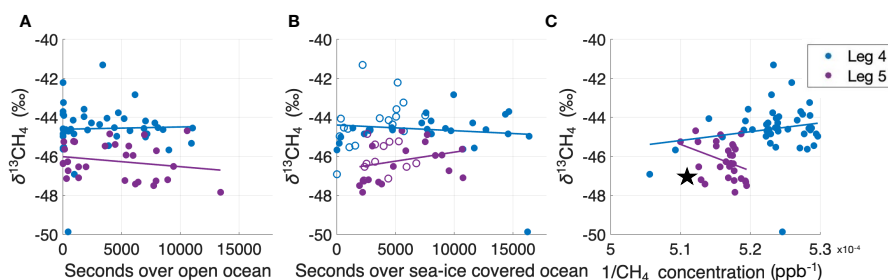 A
B
C
-40
-42
-44
-46
-48
-50
δ¹³CH₄ (‰)
0
5000
10000
15000
Seconds over open ocean
-40
-42
-44
-46
-48
-50
δ¹³CH₄ (‰)
0
5000
10000
15000
Seconds over sea-ice covered ocean
-40
-42
-44
-46
-48
-50
δ¹³CH₄ (‰)
5
5.1
5.2
5.3
x10⁻⁴
1/CH₄ concentration (ppb⁻¹)
Leg 4
Leg 5